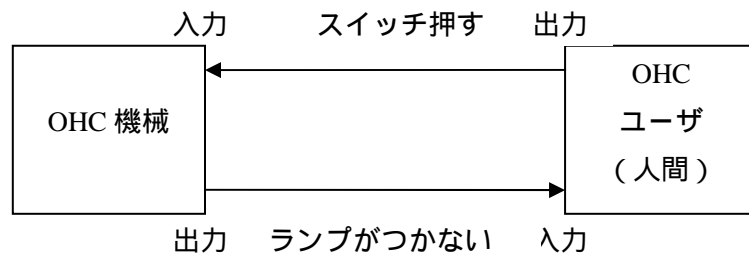 入力 スイッチ押す 出力
OHC 機械
OHC
ユーザ
(人間)
出力 ランプがつかない 入力